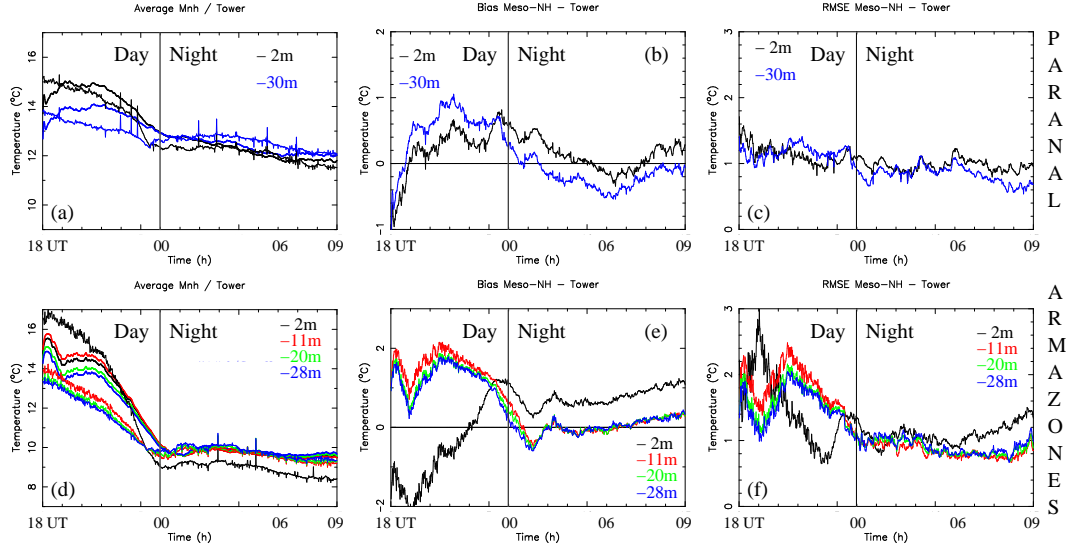 Average Mnh / Tower
Bias Meso-NH - Tower
RMSE Meso-NH - Tower
Temperature (°C)
10 12 14 16
Day Night
- 2m
-30m
(a)
18 UT 00 06 09
Time (h)
Temperature (°C)
-1 0 1 2
Day Night
- 2m
-30m
(b)
18 UT 00 06 09
Time (h)
Temperature (°C)
0 1 2 3
Day Night
- 2m
-30m
(c)
18 UT 00 06 09
Time (h)
PARANAL
Average Mnh / Tower
Bias Meso-NH - Tower
RMSE Meso-NH - Tower
Temperature (°C)
8 10 12 14 16
Day Night
- 2m
-11m
-20m
-28m
(d)
18 UT 00 06 09
Time (h)
Temperature (°C)
-2 0 2
Day Night
(e)
- 2m
-11m
-20m
-28m
18 UT 00 06 09
Time (h)
Temperature (°C)
0 1 2 3
Day Night
- 2m
-11m
-20m
-28m
(f)
18 UT 00 06 09
Time (h)
ARMAZONES